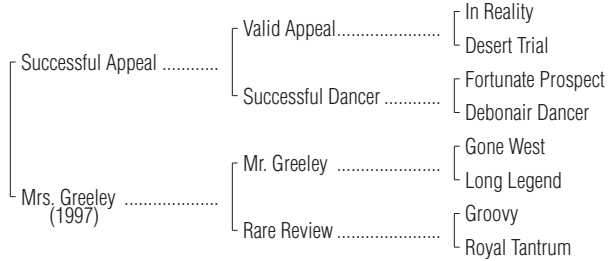 In Reality
Valid Appeal...................
Desert Trial
Successful Appeal ............
Fortunate Prospect
Successful Dancer ............
Debonair Dancer
Gone West
Mr. Greeley ...................
Long Legend
Mrs. Greeley ....................
(1997)
Groovy
Rare Review ...................
Royal Tantrum